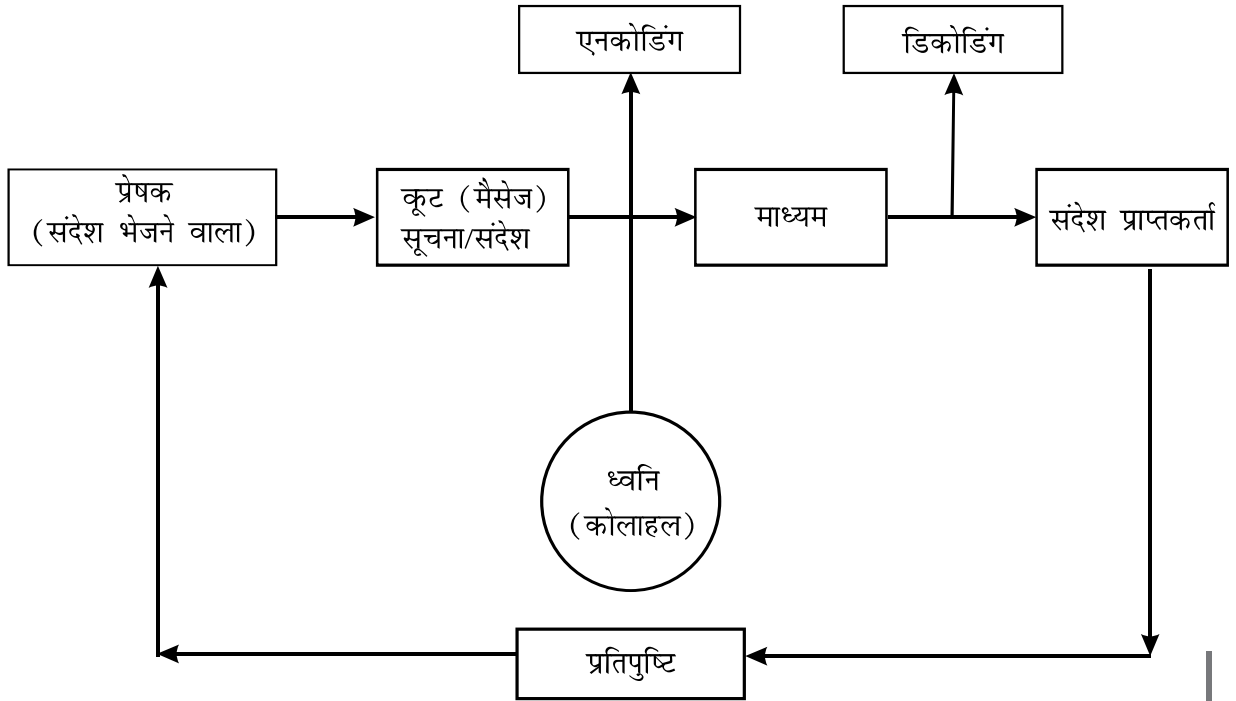 एनकोडिंग
डिकोडिंग
प्रेषक
(संदेश भेजने वाला)
कूट (मैसेज)
सूचना/संदेश
माध्यम
संदेश प्राप्तकर्ता
ध्वनि
(कोलाहल)
प्रतिपुष्टि